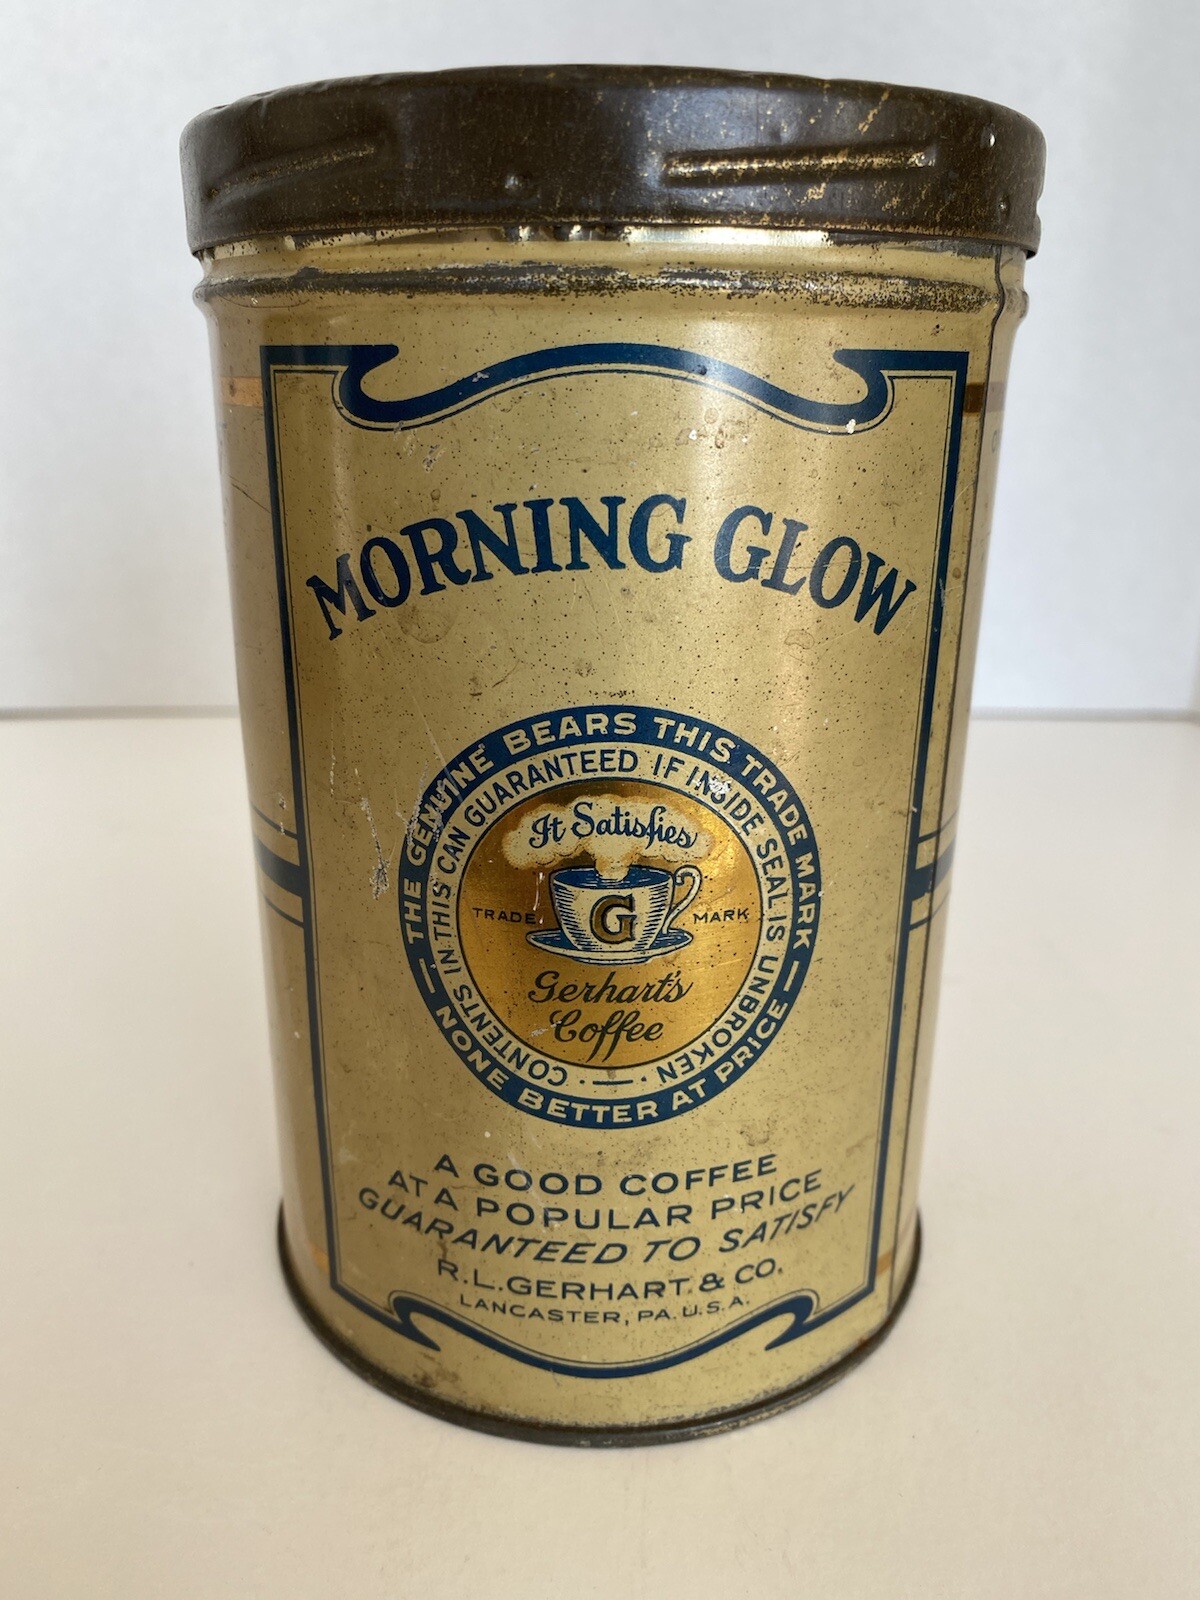 MORNING GLOW
THE GENUINE BEARS THIS TRADE MARK
NONE BETTER AT PRICE
CONTENTS IN THIS CAN GUARANTEED IF INSIDE SEAL IS UNBROKEN
It Satisfies
G
TRADE MARK
Gerhart's
Coffee
A GOOD COFFEE
AT A POPULAR PRICE
GUARANTEED TO SATISFY
R.L. GERHART & CO.
LANCASTER, PA. U.S.A.